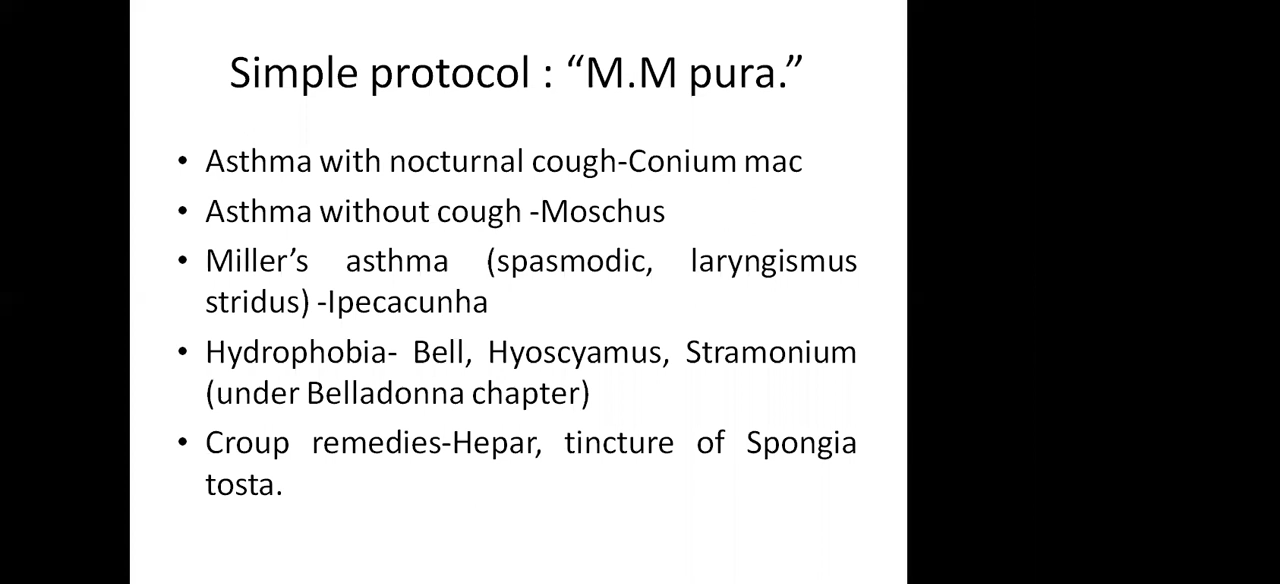 Simple protocol : “M.M pura.”
• Asthma with nocturnal cough-Conium mac
• Asthma without cough -Moschus
• Miller’s asthma (spasmodic, laryngismus
stridus) -Ipecacunha
• Hydrophobia- Bell, Hyoscyamus, Stramonium
(under Belladonna chapter)
• Croup remedies-Hepar, tincture of Spongia
tosta.